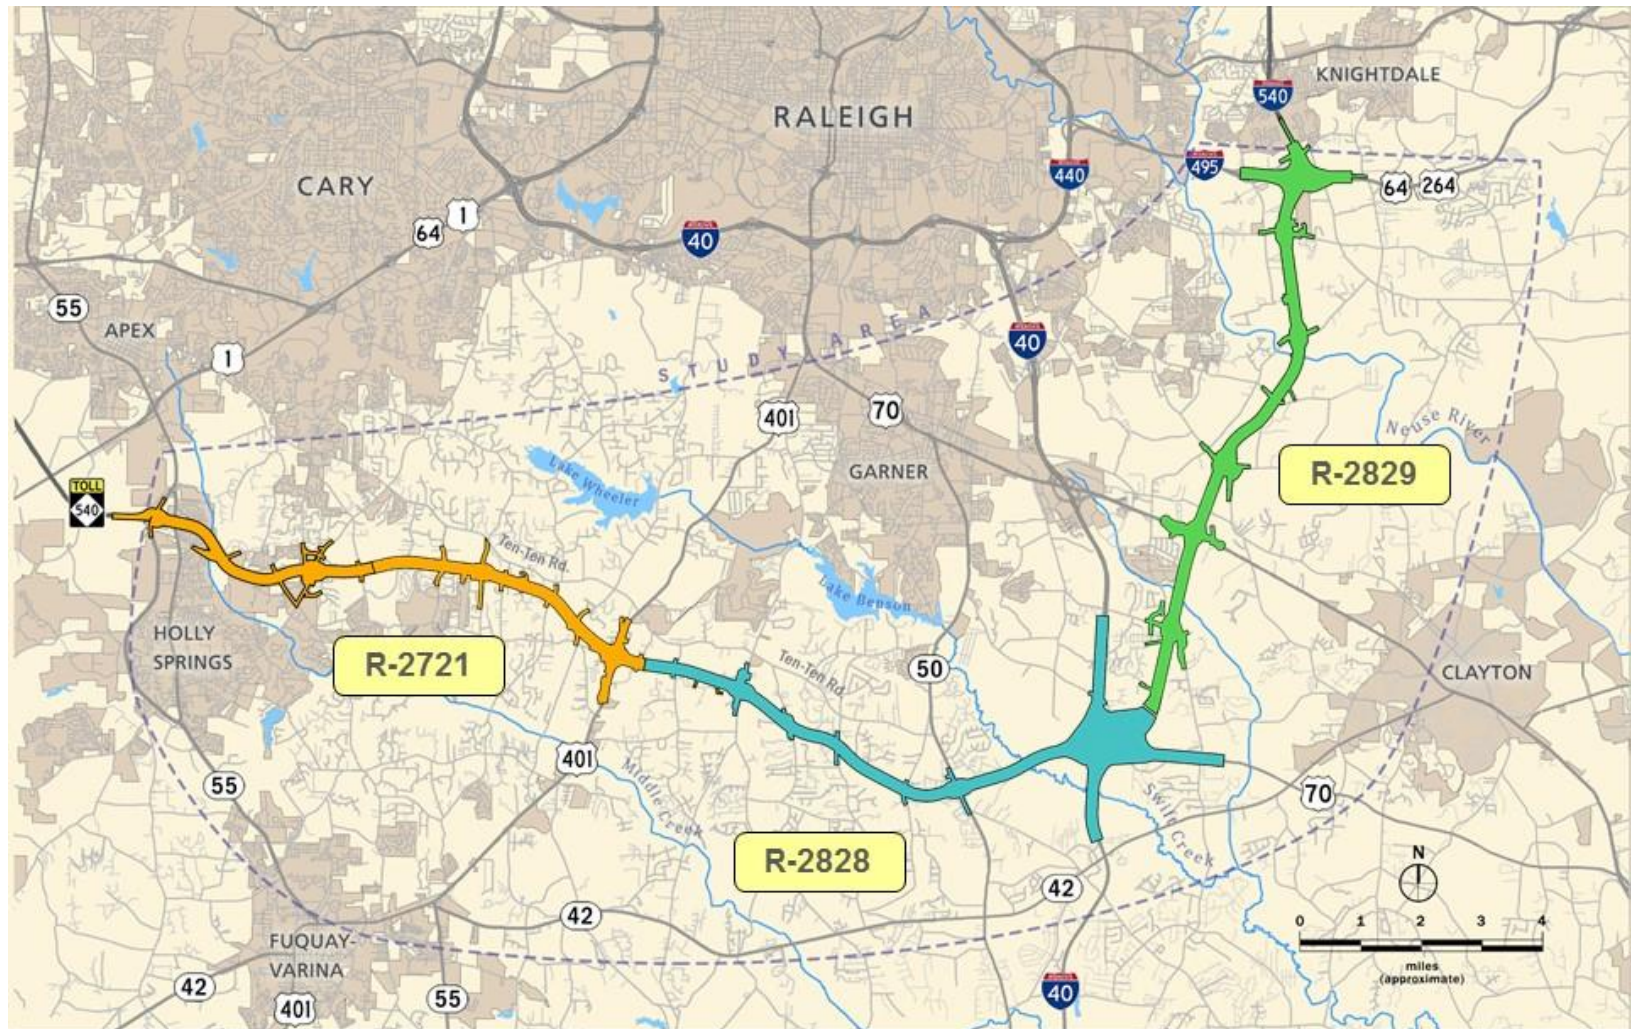 KNIGHTDALE
540
RALEIGH
495
440
64
264
CARY
1
64
40
55
APEX
1
STUDY AREA
40
401
70
Neuse River
GARNER
R-2829
Lake Wheeler
TOLL
540
Ten-Ten Rd.
Lake Benson
HOLLY
SPRINGS
R-2721
Ten-Ten Rd.
50
CLAYTON
401
Middle Creek
55
70
Swift Creek
R-2828
42
42
N
0 1 2 3 4
miles
(approximate)
FUQUAY-
VARINA
42
401
55
40